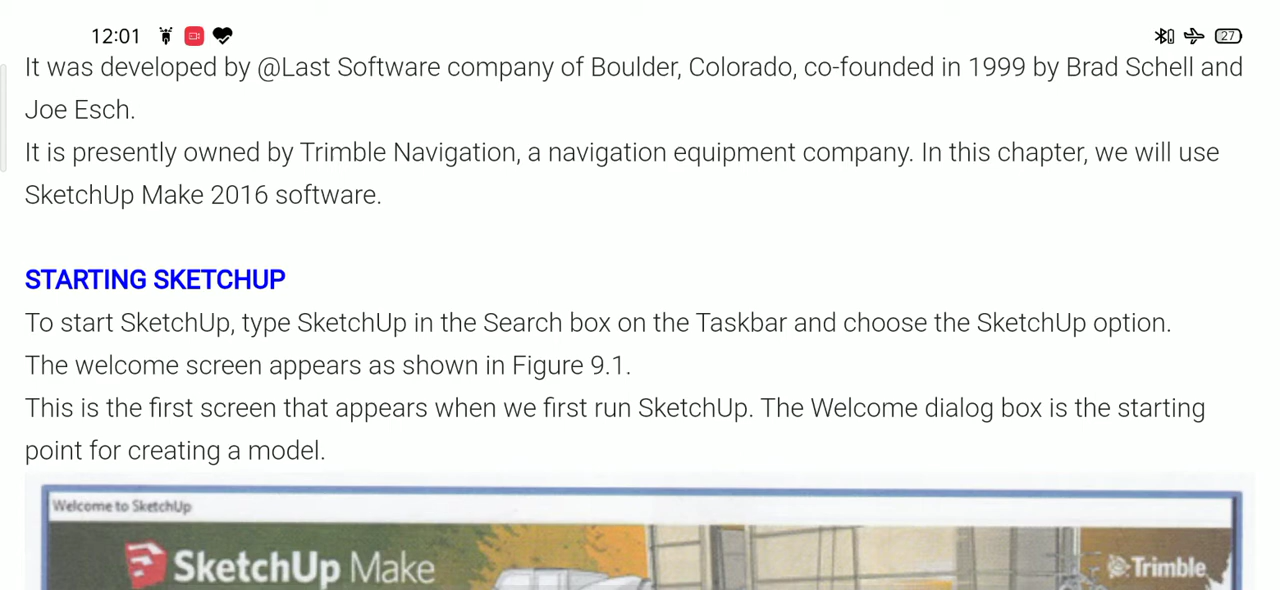 12:01
27
It was developed by @Last Software company of Boulder, Colorado, co-founded in 1999 by Brad Schell and
Joe Esch.
It is presently owned by Trimble Navigation, a navigation equipment company. In this chapter, we will use
SketchUp Make 2016 software.
STARTING SKETCHUP
To start SketchUp, type SketchUp in the Search box on the Taskbar and choose the SketchUp option.
The welcome screen appears as shown in Figure 9.1.
This is the first screen that appears when we first run SketchUp. The Welcome dialog box is the starting
point for creating a model.
Welcome to SketchUp
SketchUp Make
Trimble